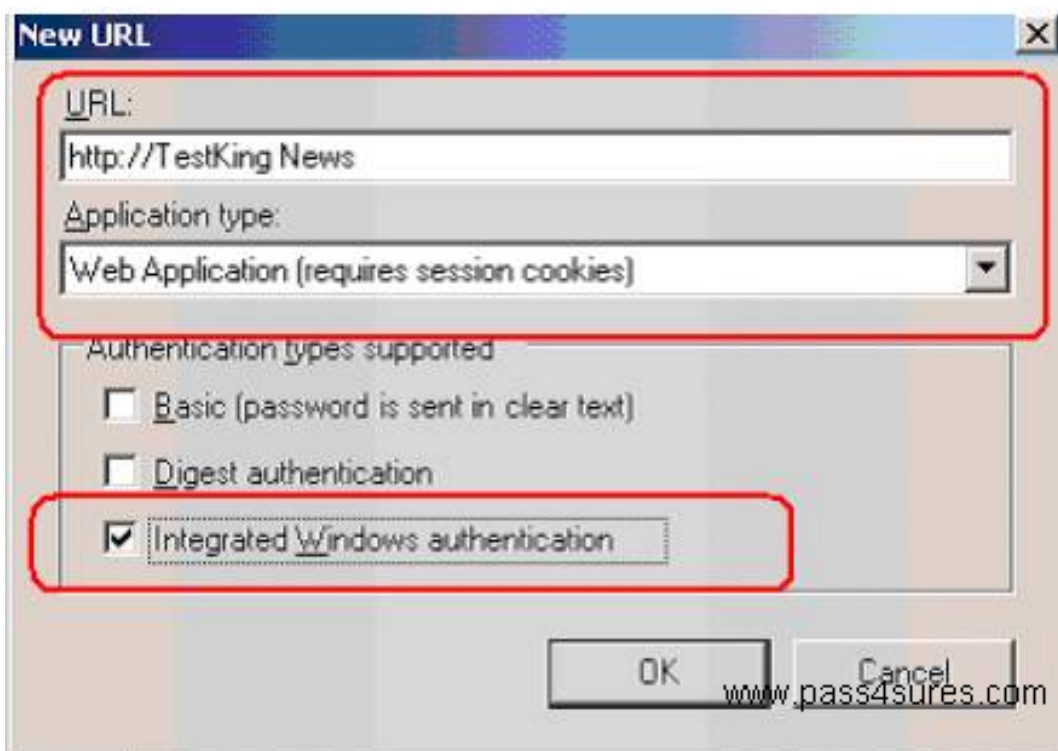 New URL
URL:
http://TestKing News
Application type:
Web Application (requires session cookies)
Authentication types supported
Basic (password is sent in clear text)
Digest authentication
Integrated Windows authentication
OK
Cancel
www.pass4sures.com